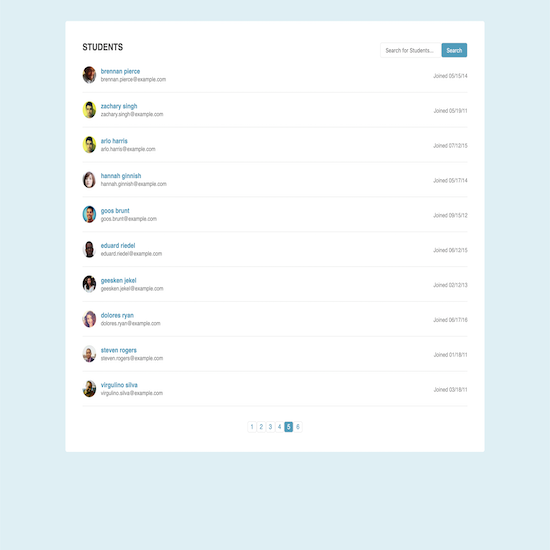 STUDENTS
Search for Students...
Search
brennan pierce
brennan.pierce@example.com
Joined 05/15/14
zachary singh
zachary.singh@example.com
Joined 05/19/11
arlo harris
arlo.harris@example.com
Joined 07/12/15
hannah ginnish
hannah.ginnish@example.com
Joined 05/17/14
goos brunt
goos.brunt@example.com
Joined 09/15/12
eduard riedel
eduard.riedel@example.com
Joined 06/12/15
geesken jekel
geesken.jekel@example.com
Joined 02/12/13
dolores ryan
dolores.ryan@example.com
Joined 06/17/16
steven rogers
steven.rogers@example.com
Joined 01/18/11
virgulino silva
virgulino.silva@example.com
Joined 03/18/11
1 2 3 4 5 6